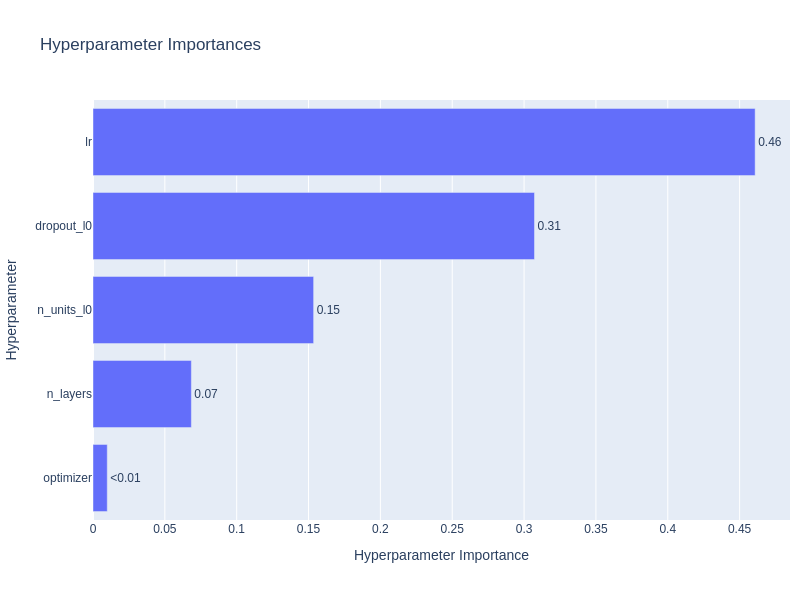 Hyperparameter Importances
lr
0.46
dropout_l0
0.31
n_units_l0
0.15
n_layers
0.07
optimizer
<0.01
0
0.05
0.1
0.15
0.2
0.25
0.3
0.35
0.4
0.45
Hyperparameter Importance
Hyperparameter